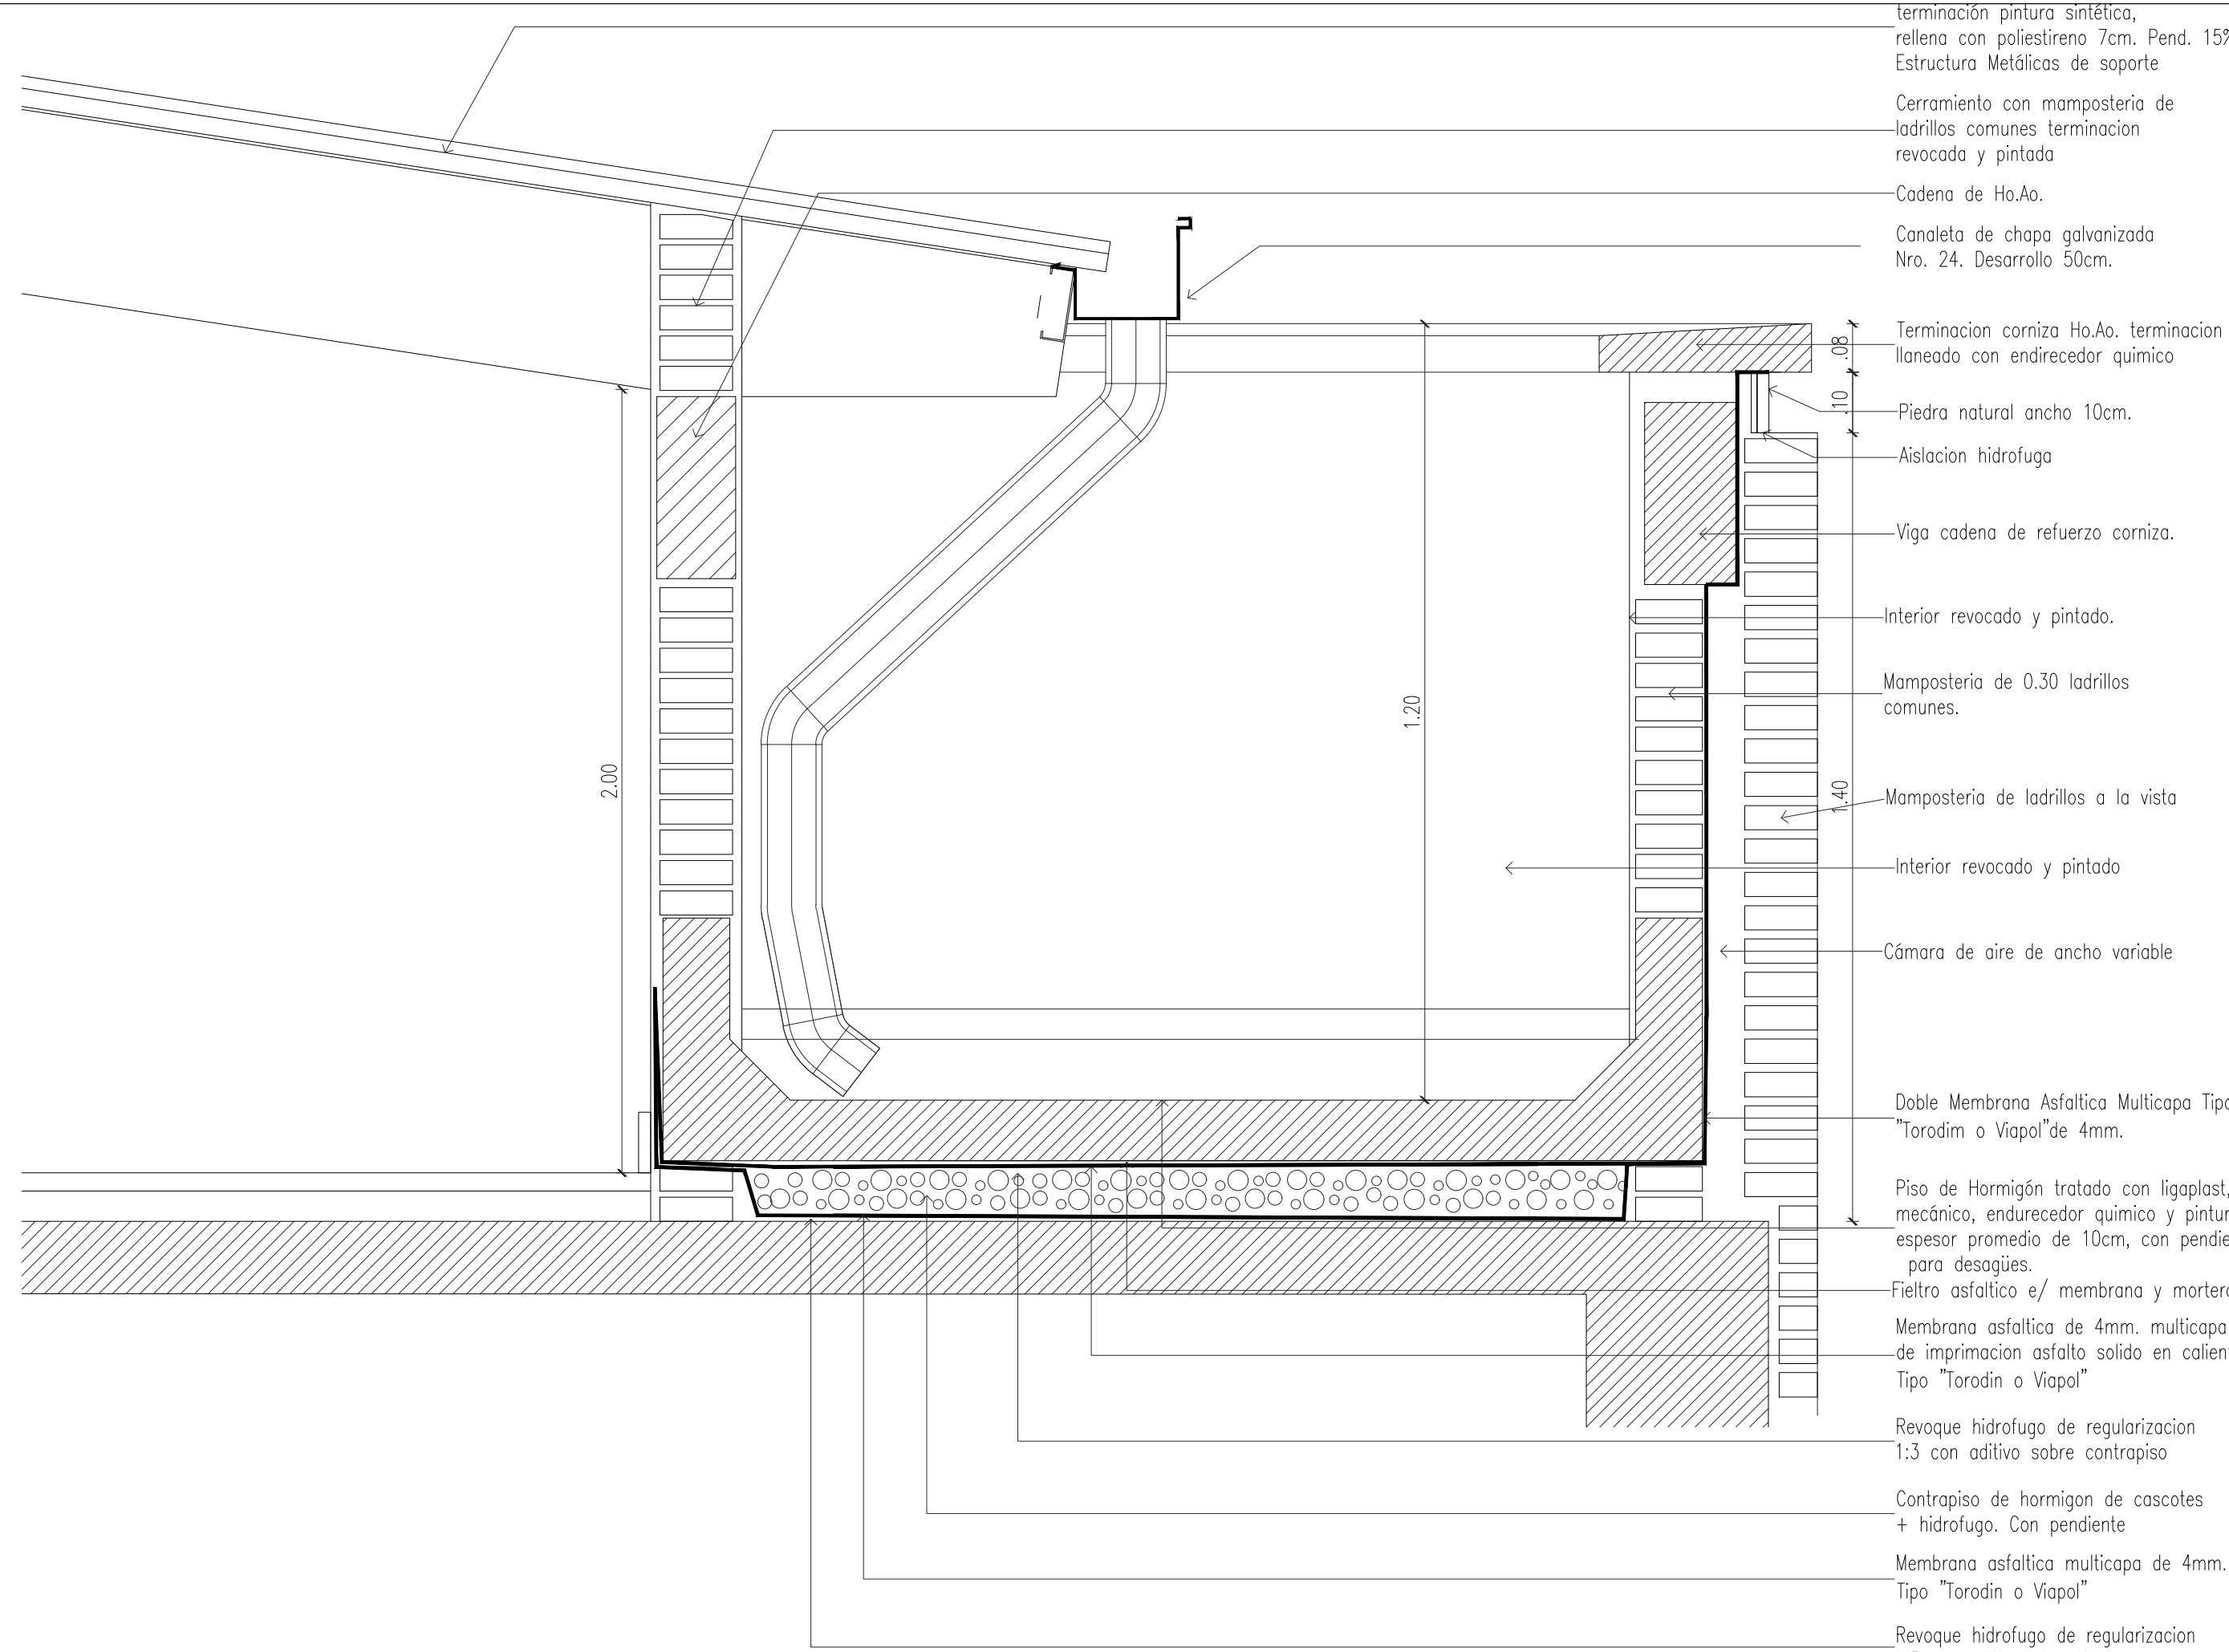 terminación pintura sintética,
rellena con poliestireno 7cm. Pend. 15%
Estructura Metálicas de soporte
Cerramiento con mamposteria de
ladrillos comunes terminacion
revocada y pintada
Cadena de Ho.Ao.
Canaleta de chapa galvanizada
Nro. 24. Desarrollo 50cm.
Terminacion corniza Ho.Ao. terminacion
llaneado con endirecedor quimico
.08
.10
Piedra natural ancho 10cm.
Aislacion hidrofuga
Viga cadena de refuerzo corniza.
Interior revocado y pintado.
Mamposteria de 0.30 ladrillos
comunes.
1.20
2.00
1.40
Mamposteria de ladrillos a la vista
Interior revocado y pintado
Cámara de aire de ancho variable
Doble Membrana Asfaltica Multicapa Tipo
"Torodim o Viapol"de 4mm.
Piso de Hormigón tratado con ligaplast,
mecánico, endurecedor quimico y
espesor promedio de 10cm, con
para desagües.
Fieltro asfaltico e/ membrana y
Membrana asfaltica de 4mm. multicapa
de imprimacion asfalto solido en
Tipo "Torodin o Viapol"
Revoque hidrofugo de regularizacion
1:3 con aditivo sobre contrapiso
Contrapiso de hormigon de cascotes
+ hidrofugo. Con pendiente
Membrana asfaltica multicapa de 4mm.
Tipo "Torodin o Viapol"
Revoque hidrofugo de regularizacion